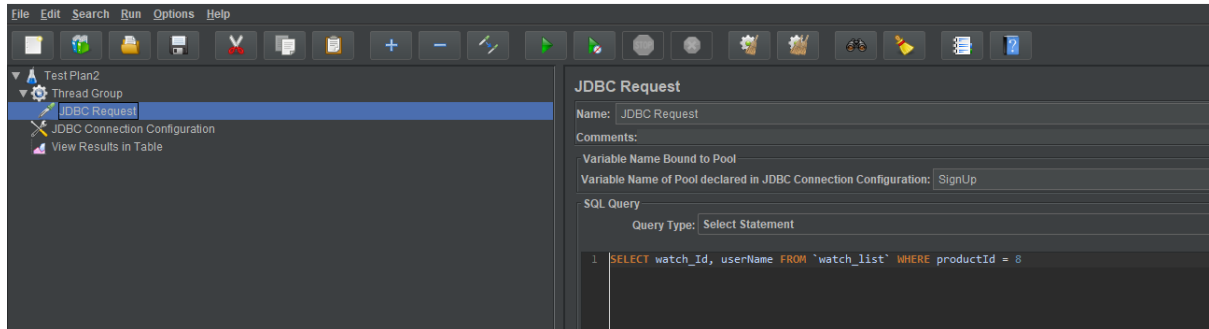 File Edit Search Run Options Help
Test Plan2
Thread Group
JDBC Request
JDBC Connection Configuration
View Results in Table
JDBC Request
Name: JDBC Request
Comments:
Variable Name Bound to Pool
Variable Name of Pool declared in JDBC Connection Configuration: SignUp
SQL Query
Query Type: Select Statement
1 SELECT watch_Id, userName FROM `watch_list` WHERE productId = 8